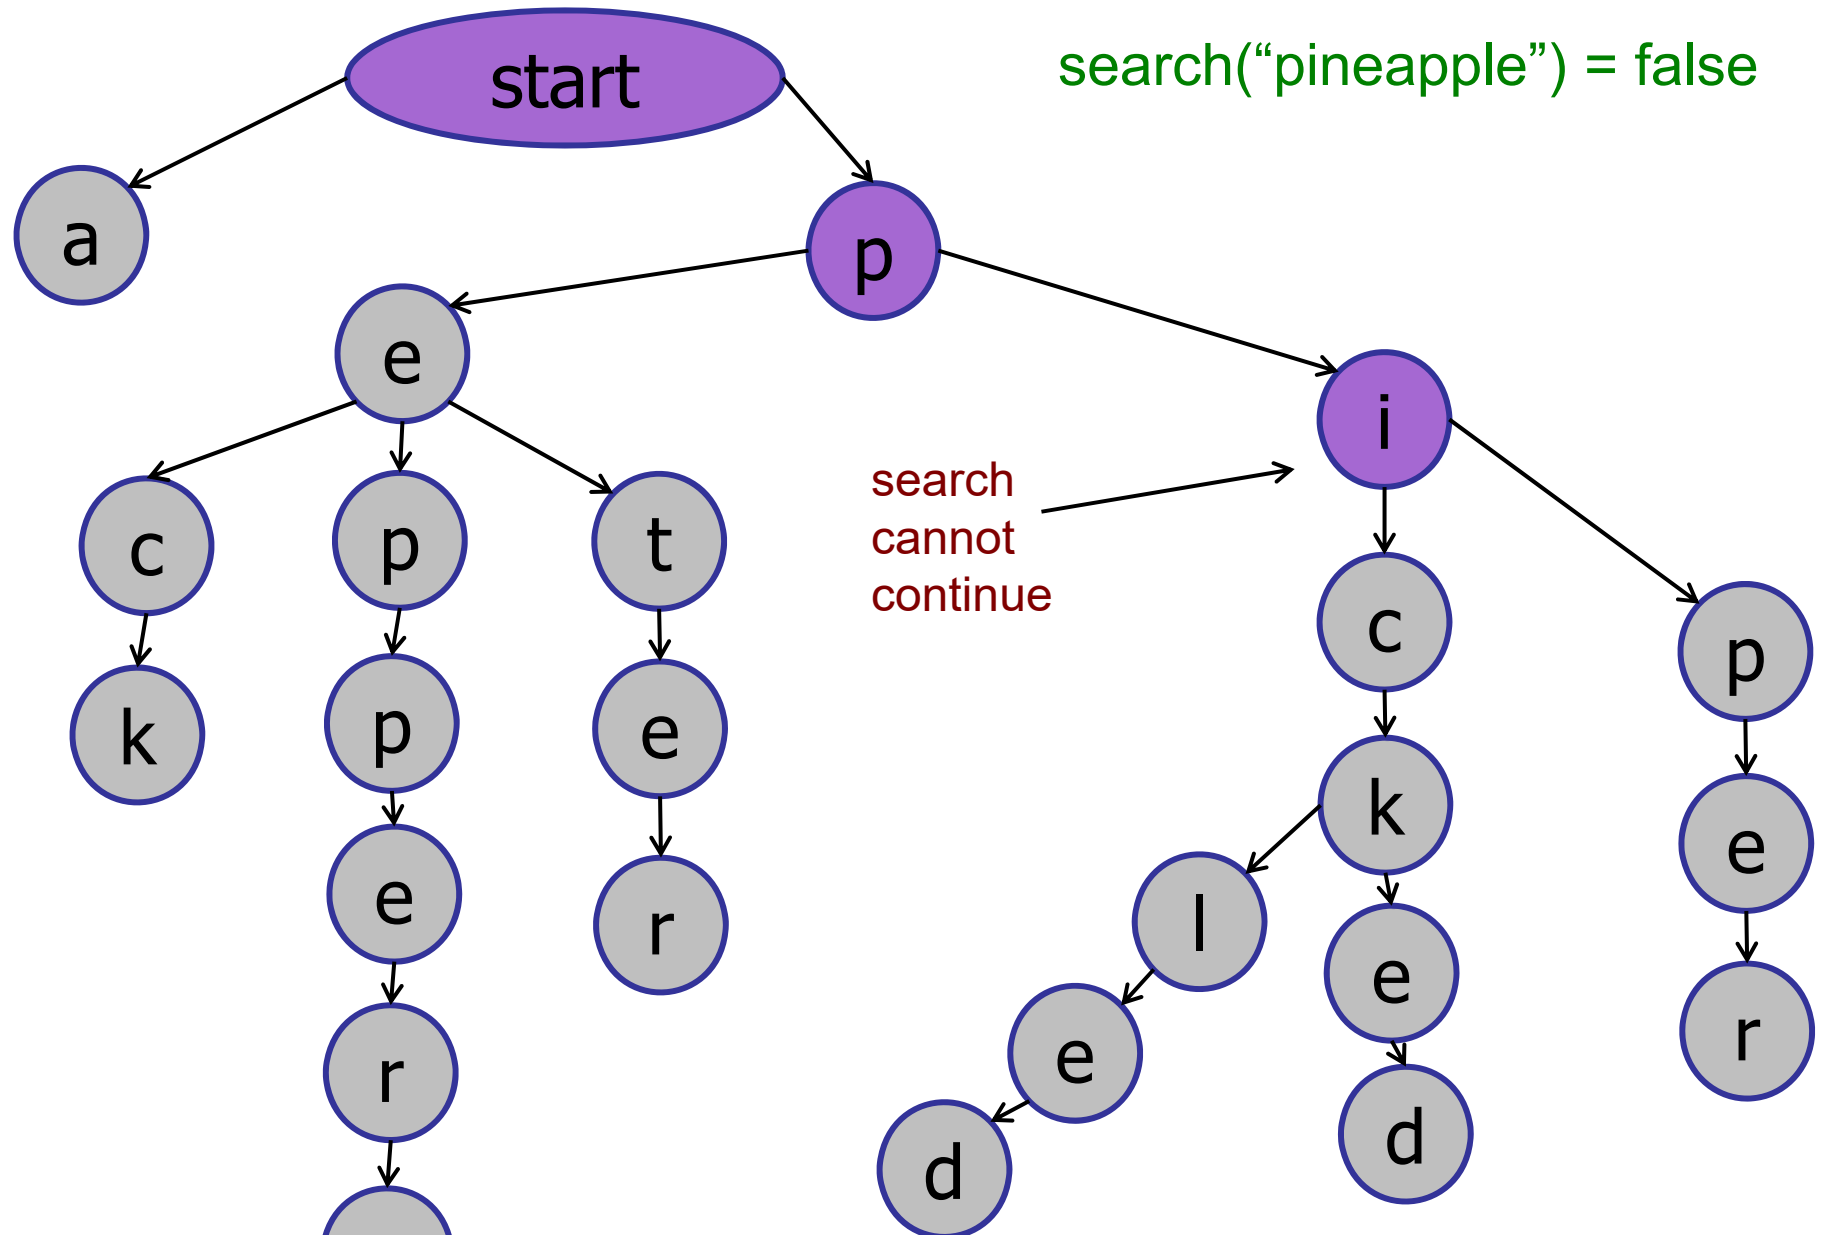 start
search(“pineapple”) = false
a
p
e
i
search
cannot
continue
c
p
t
c
p
k
p
e
k
e
e
r
l
e
r
e
r
d
d